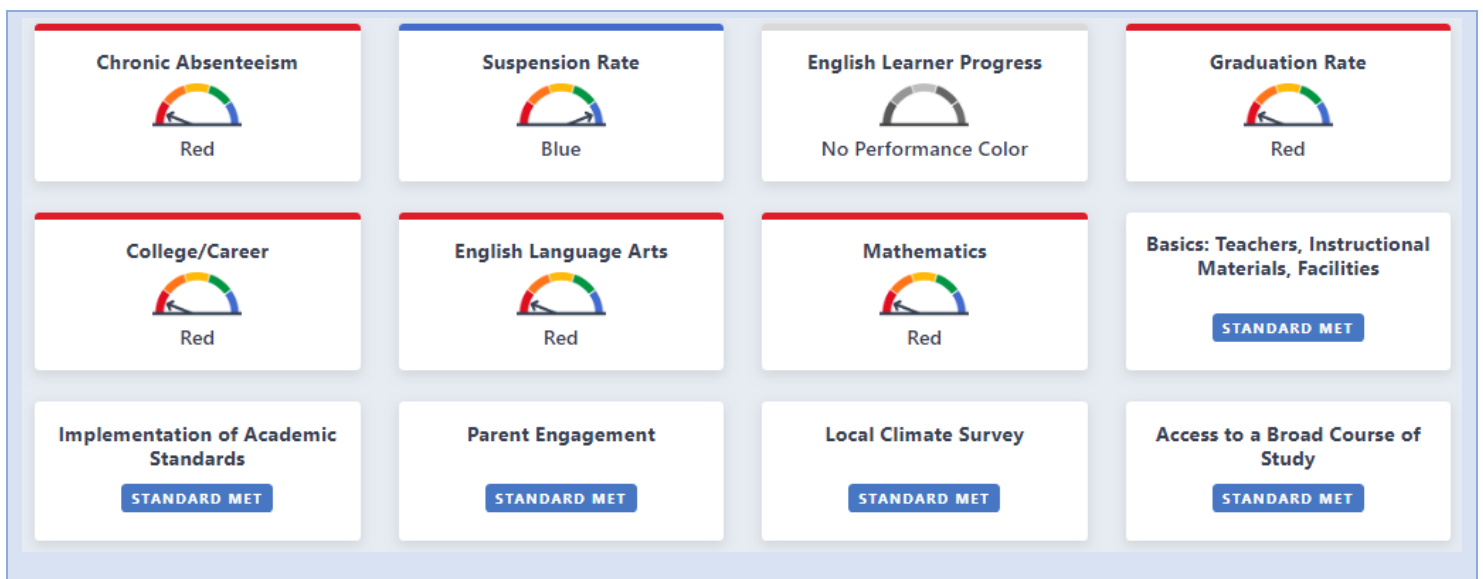 Chronic Absenteeism
Red
Suspension Rate
Blue
English Learner Progress
No Performance Color
Graduation Rate
Red
College/Career
Red
English Language Arts
Red
Mathematics
Red
Basics: Teachers, Instructional
Materials, Facilities
STANDARD MET
Implementation of Academic
Standards
STANDARD MET
Parent Engagement
STANDARD MET
Local Climate Survey
STANDARD MET
Access to a Broad Course of
Study
STANDARD MET